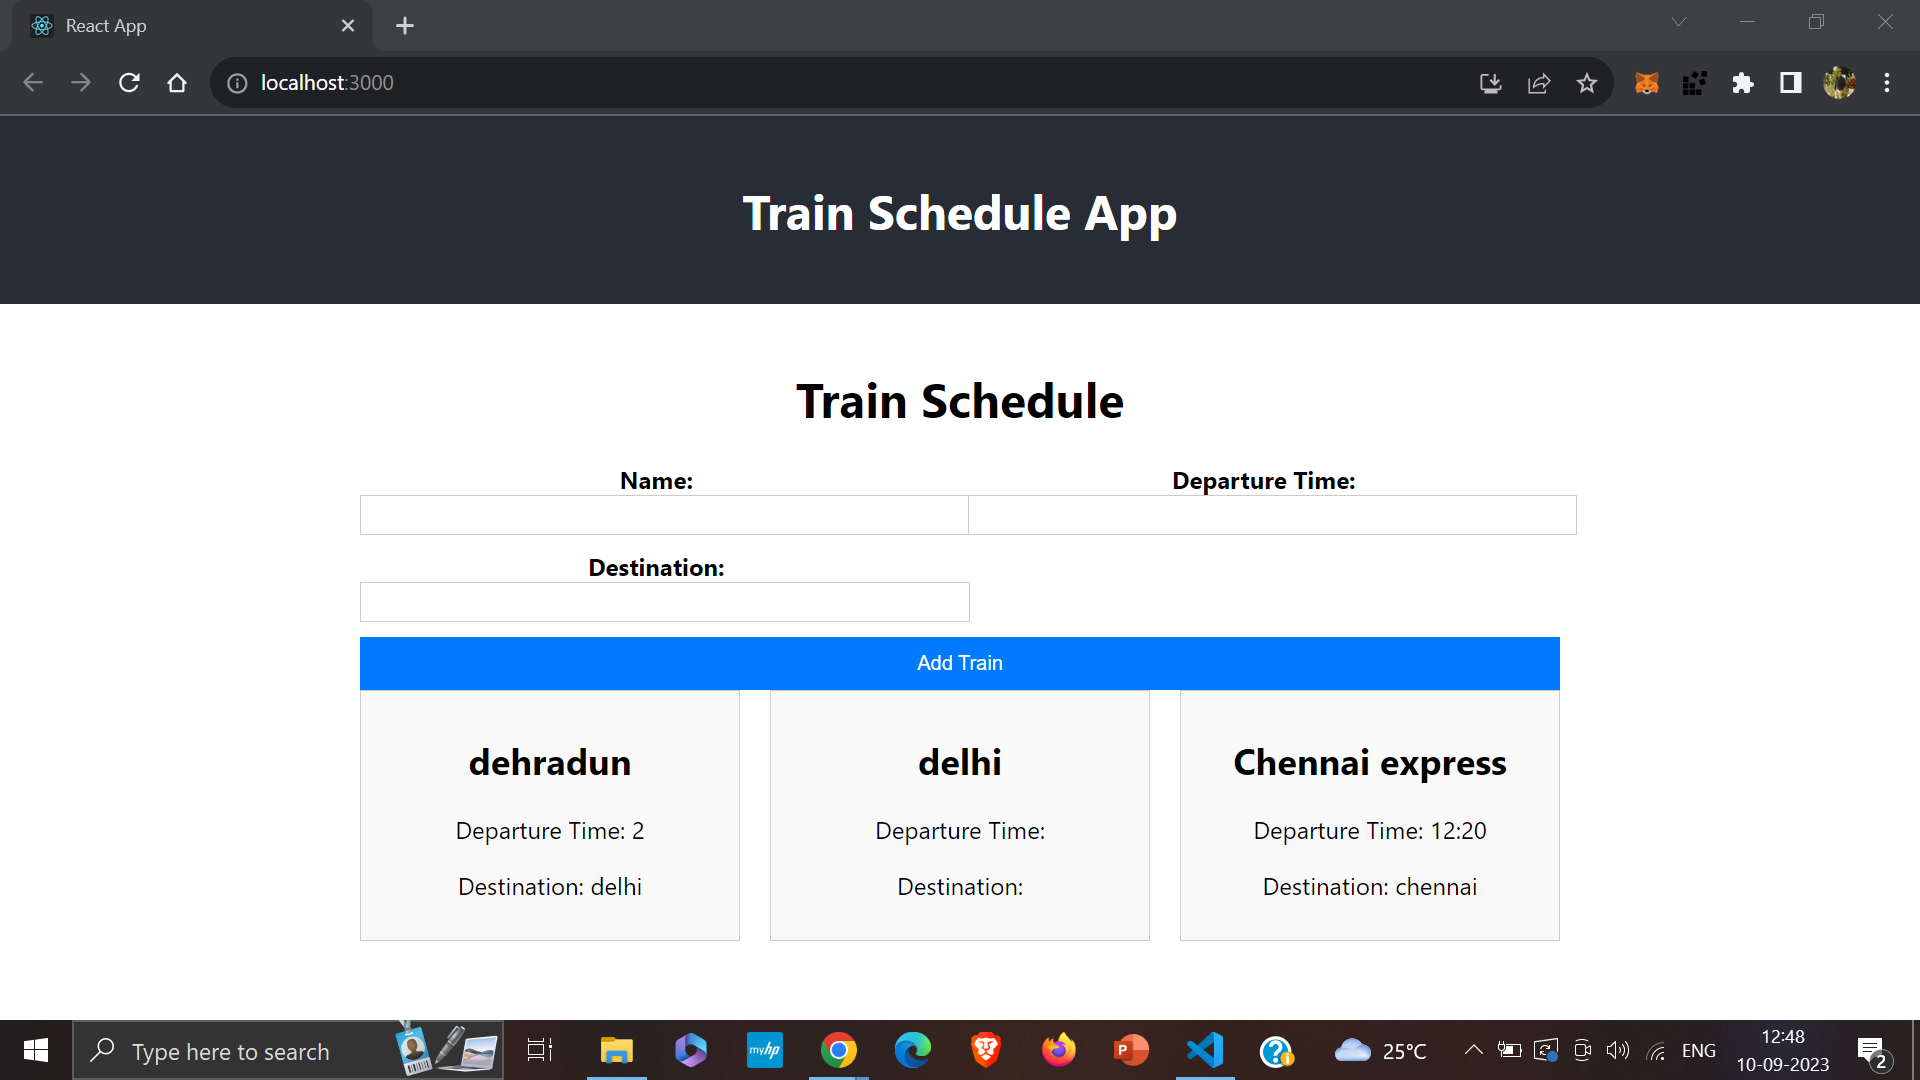 React App
localhost:3000
Train Schedule App
Train Schedule
Name: Departure Time:
Destination:
Add Train
dehradun delhi Chennai express
Departure Time: 2 Departure Time: Departure Time: 12:20
Destination: delhi Destination: Destination: chennai
Type here to search
myhp
P
25°C
ENG
12:48
10-09-2023
2